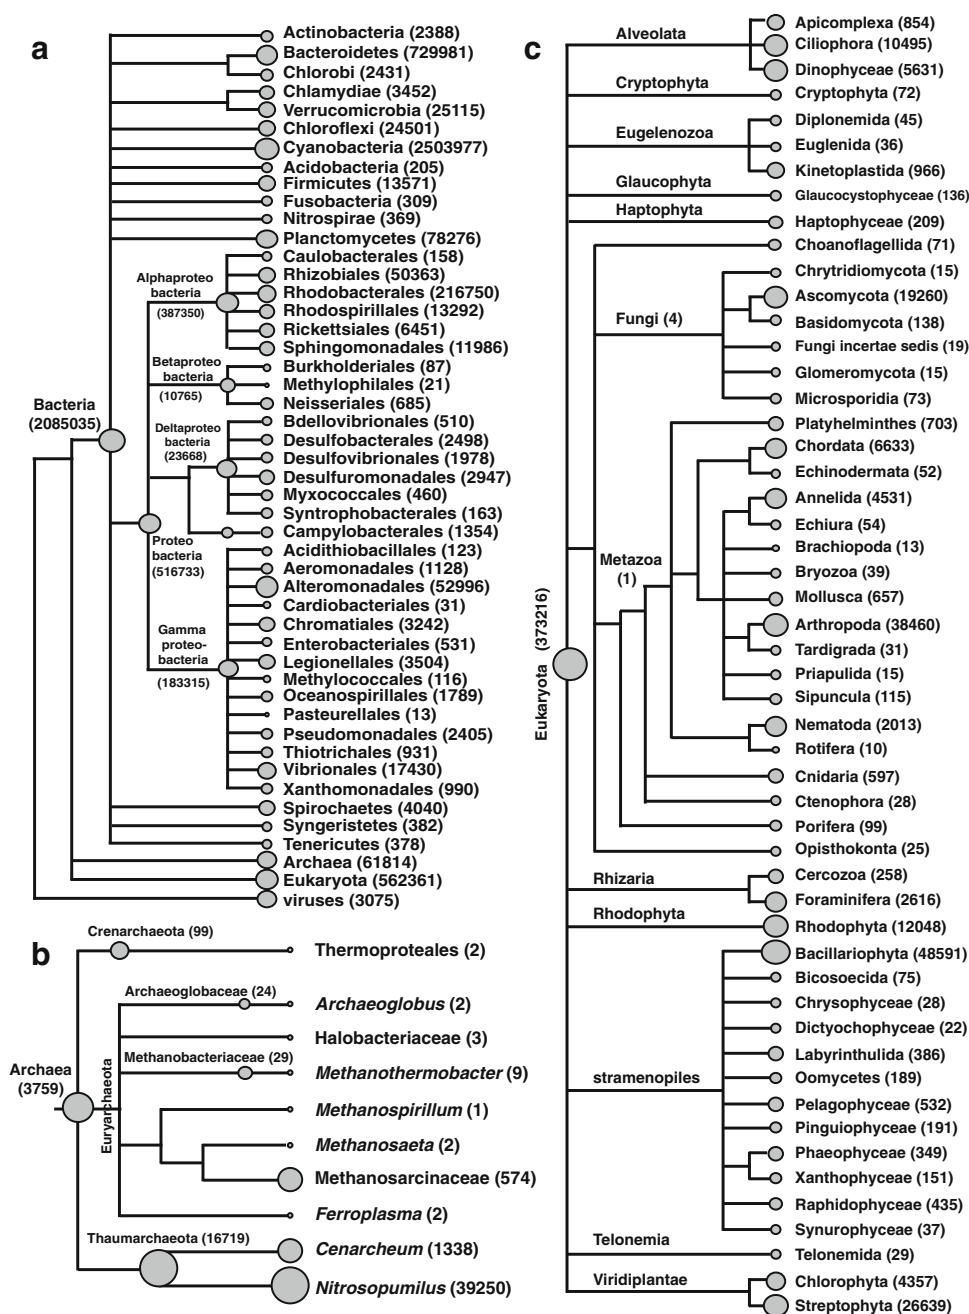 a
Actinobacteria (2388)
Bacteroidetes (729981)
Chlorobi (2431)
Chlamydiae (3452)
Verrucomicrobia (25115)
Chloroflexi (24501)
Cyanobacteria (2503977)
Acidobacteria (205)
Firmicutes (13571)
Fusobacteria (309)
Nitrospirae (369)
Planctomycetes (78276)
Alphaproteo
bacteria
(387350)
Caulobacterales (158)
Rhizobiales (50363)
Rhodobacterales (216750)
Rhodospirillales (13292)
Rickettsiales (6451)
Sphingomonadales (11986)
Betaproteo
bacteria
(10765)
Burkholderiales (87)
Methylophilales (21)
Neisseriales (685)
Bacteria
(2085035)
Deltaproteo
bacteria
(23668)
Bdellovibrionales (510)
Desulfobacterales (2498)
Desulfovibrionales (1978)
Desulfuromonadales (2947)
Myxococcales (460)
Syntrophobacterales (163)
Campylobacterales (1354)
Proteo
bacteria
(516733)
Acidithiobacillales (123)
Aeromonadales (1128)
Alteromonadales (52996)
Cardiobacteriales (31)
Chromatiales (3242)
Enterobacteriales (531)
Gamma
proteo-
bacteria
(183315)
Legionellales (3504)
Methylococcales (116)
Oceanospirillales (1789)
Pasteurellales (13)
Pseudomonadales (2405)
Thiotrichales (931)
Vibrionales (17430)
Xanthomonadales (990)
Spirochaetes (4040)
Syngeristetes (382)
Tenericutes (378)
Archaea (61814)
Eukaryota (562361)
viruses (3075)
b
Crenarchaeota (99)
Thermoproteales (2)
Archaeoglobaceae (24)
Archaeoglobus (2)
Halobacteriaceae (3)
Methanobacteriaceae (29)
Methanothermobacter (9)
Archaea
(3759)
Euryarchaeota
Methanospirillum (1)
Methanosaeta (2)
Methanosarcinaceae (574)
Ferroplasma (2)
Thaumarchaeota (16719)
Cenarcheum (1338)
Nitrosopumilus (39250)
c
Alveolata
Apicomplexa (854)
Ciliophora (10495)
Dinophyceae (5631)
Cryptophyta
Cryptophyta (72)
Eugelenozoa
Diplonemida (45)
Euglenida (36)
Kinetoplastida (966)
Glaucophyta
Glaucocystophyceae (136)
Haptophyta
Haptophyceae (209)
Choanoflagellida (71)
Fungi (4)
Chrytridiomycota (15)
Ascomycota (19260)
Basidomycota (138)
Fungi incertae sedis (19)
Glomeromycota (15)
Microsporidia (73)
Platyhelminthes (703)
Chordata (6633)
Echinodermata (52)
Annelida (4531)
Echiura (54)
Metazoa
(1)
Brachiopoda (13)
Bryozoa (39)
Mollusca (657)
Arthropoda (38460)
Tardigrada (31)
Priapulida (15)
Sipuncula (115)
Eukaryota (373216)
Nematoda (2013)
Rotifera (10)
Cnidaria (597)
Ctenophora (28)
Porifera (99)
Opisthokonta (25)
Rhizaria
Cercozoa (258)
Foraminifera (2616)
Rhodophyta
Rhodophyta (12048)
stramenopiles
Bacillariophyta (48591)
Bicosoecida (75)
Chrysophyceae (28)
Dictyochophyceae (22)
Labyrinthulida (386)
Oomycetes (189)
Pelagophyceae (532)
Pinguiophyceae (191)
Phaeophyceae (349)
Xanthophyceae (151)
Raphidophyceae (435)
Synurophyceae (37)
Telonemia
Telonemida (29)
Viridiplantae
Chlorophyta (4357)
Streptophyta (26639)